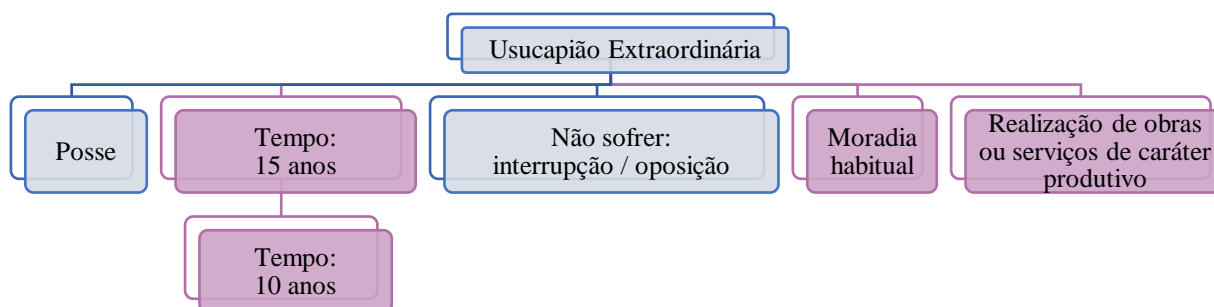 Usucapião Extraordinária
Posse
Tempo:
15 anos
Não sofrer:
interrupção / oposição
Moradia
habitual
Realização de obras
ou serviços de caráter
produtivo
Tempo:
10 anos